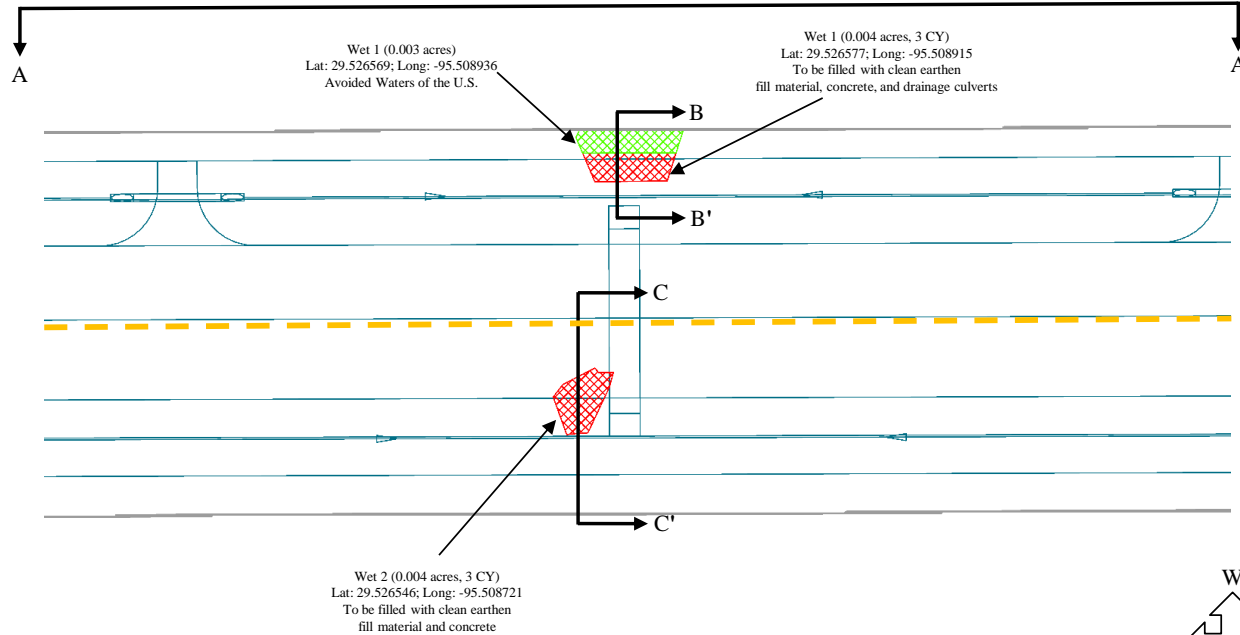 A
A
Wet 1 (0.003 acres)
Lat: 29.526569; Long: -95.508936
Avoided Waters of the U.S.
Wet 1 (0.004 acres, 3 CY)
Lat: 29.526577; Long: -95.508915
To be filled with clean earthen
fill material, concrete, and drainage culverts
B
B'
C
C'
Wet 2 (0.004 acres, 3 CY)
Lat: 29.526546; Long: -95.508721
To be filled with clean earthen
fill material and concrete
W